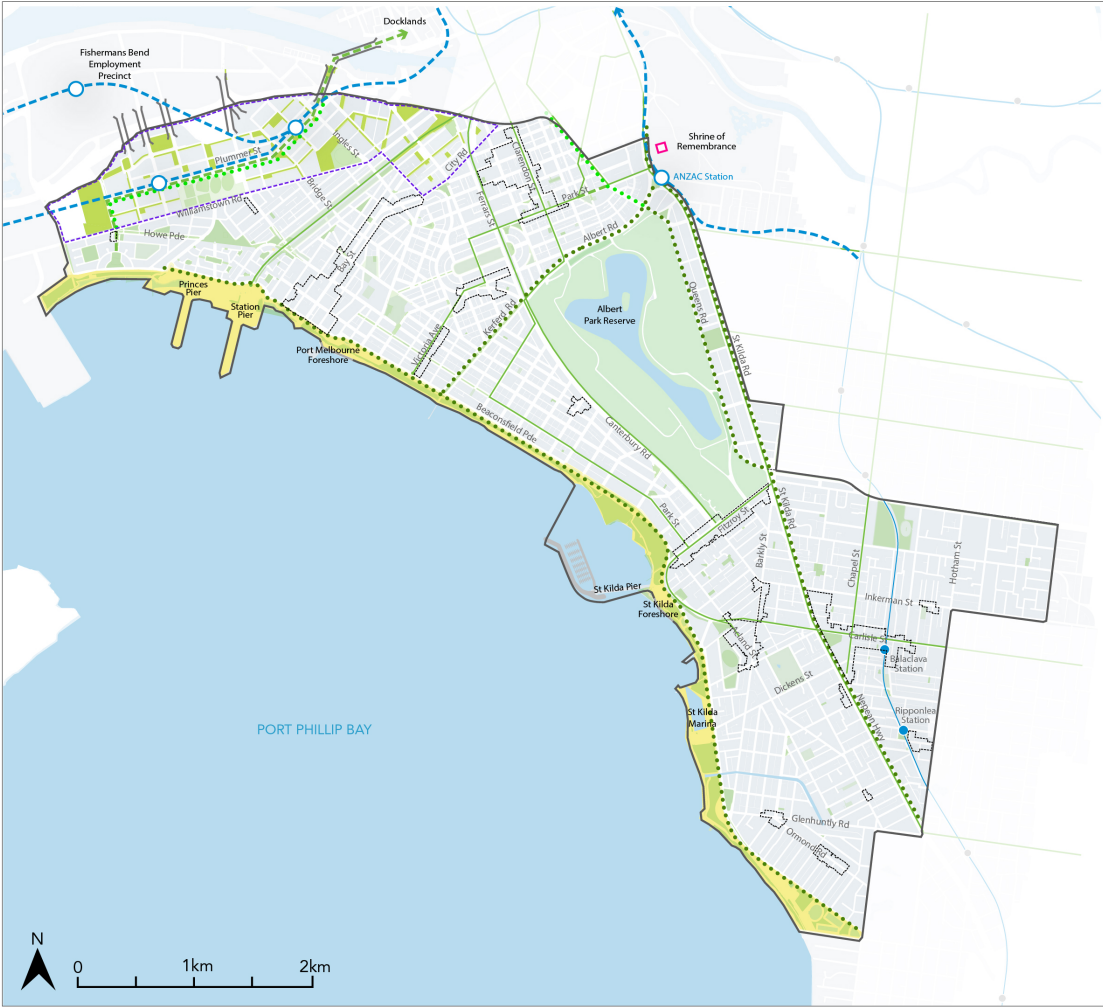 Docklands
Fishermans Bend
Employment
Precinct
Shrine of
Remembrance
ANZAC Station
Plummer St
Ingles St
City Rd
Clarendon St
Park St
Bridge St
Williamstown Rd
Ferrars St
Howe Pde
Albert Rd
Bay St
Queens Rd
Princes
Pier
Station
Pier
Albert
Park Reserve
Kerferd Rd
Victoria Ave
St Kilda Rd
Port Melbourne
Foreshore
Beaconsfield Pde
Canterbury Rd
Park St
Fitzroy St
St Kilda Rd
Barkly St
Chapel St
Hotham St
Inkerman St
St Kilda Pier
St Kilda
Foreshore
Acland St
Carlisle St
Balaclava
Station
Dickens St
Nepean Hwy
St Kilda
Marina
Ripponlea
Station
PORT PHILLIP BAY
Glenhuntly Rd
Ormond Rd
N
0 1km 2km